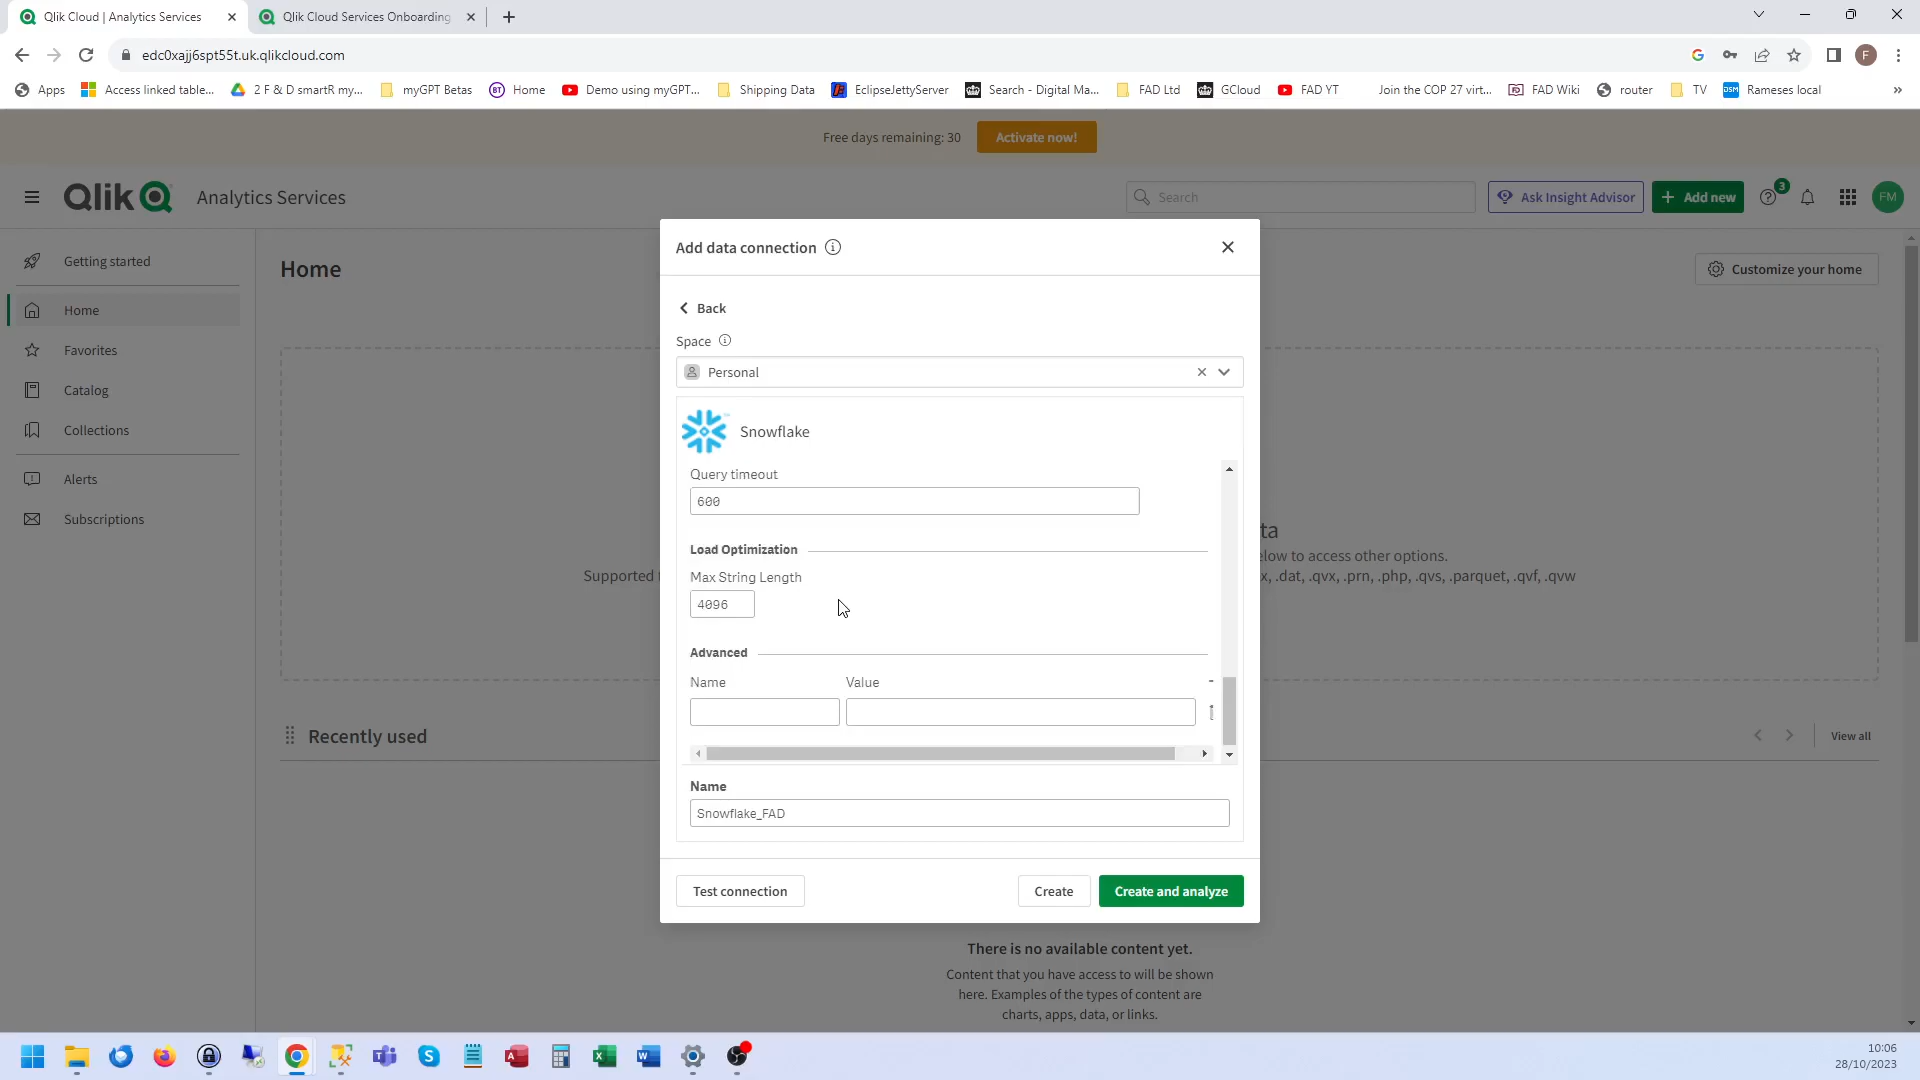 Qlik Cloud | Analytics Services
Qlik Cloud Services Onboarding
edc0xajj6spt55t.uk.qlikcloud.com
F
Apps
Access linked table...
2 F & D smartR my...
myGPT Betas
BT
Home
Demo using myGPT...
Shipping Data
EclipseJettyServer
Search - Digital Ma...
FAD Ltd
GCloud
FAD YT
Join the COP 27 virt...
FAD Wiki
router
TV
Rameses local
»
Free days remaining: 30
Activate now!
Qlik
Analytics Services
Search
Ask Insight Advisor
Add new
3
FM
Getting started
Home
Favorites
Catalog
Collections
Alerts
Subscriptions
Home
Customize your home
ta
elow to access other options.
Supported
x, .dat, .qvx, .prn, .php, .qvs, .parquet, .qvf, .qvw
Recently used
View all
There is no available content yet.
Content that you have access to will be shown
here. Examples of the types of content are
charts, apps, data, or links.
Add data connection
Back
Space
Personal
Snowflake
Query timeout
600
Load Optimization
Max String Length
4096
Advanced
Name
Value
Name
Snowflake_FAD
Test connection
Create
Create and analyze
10:06
28/10/2023